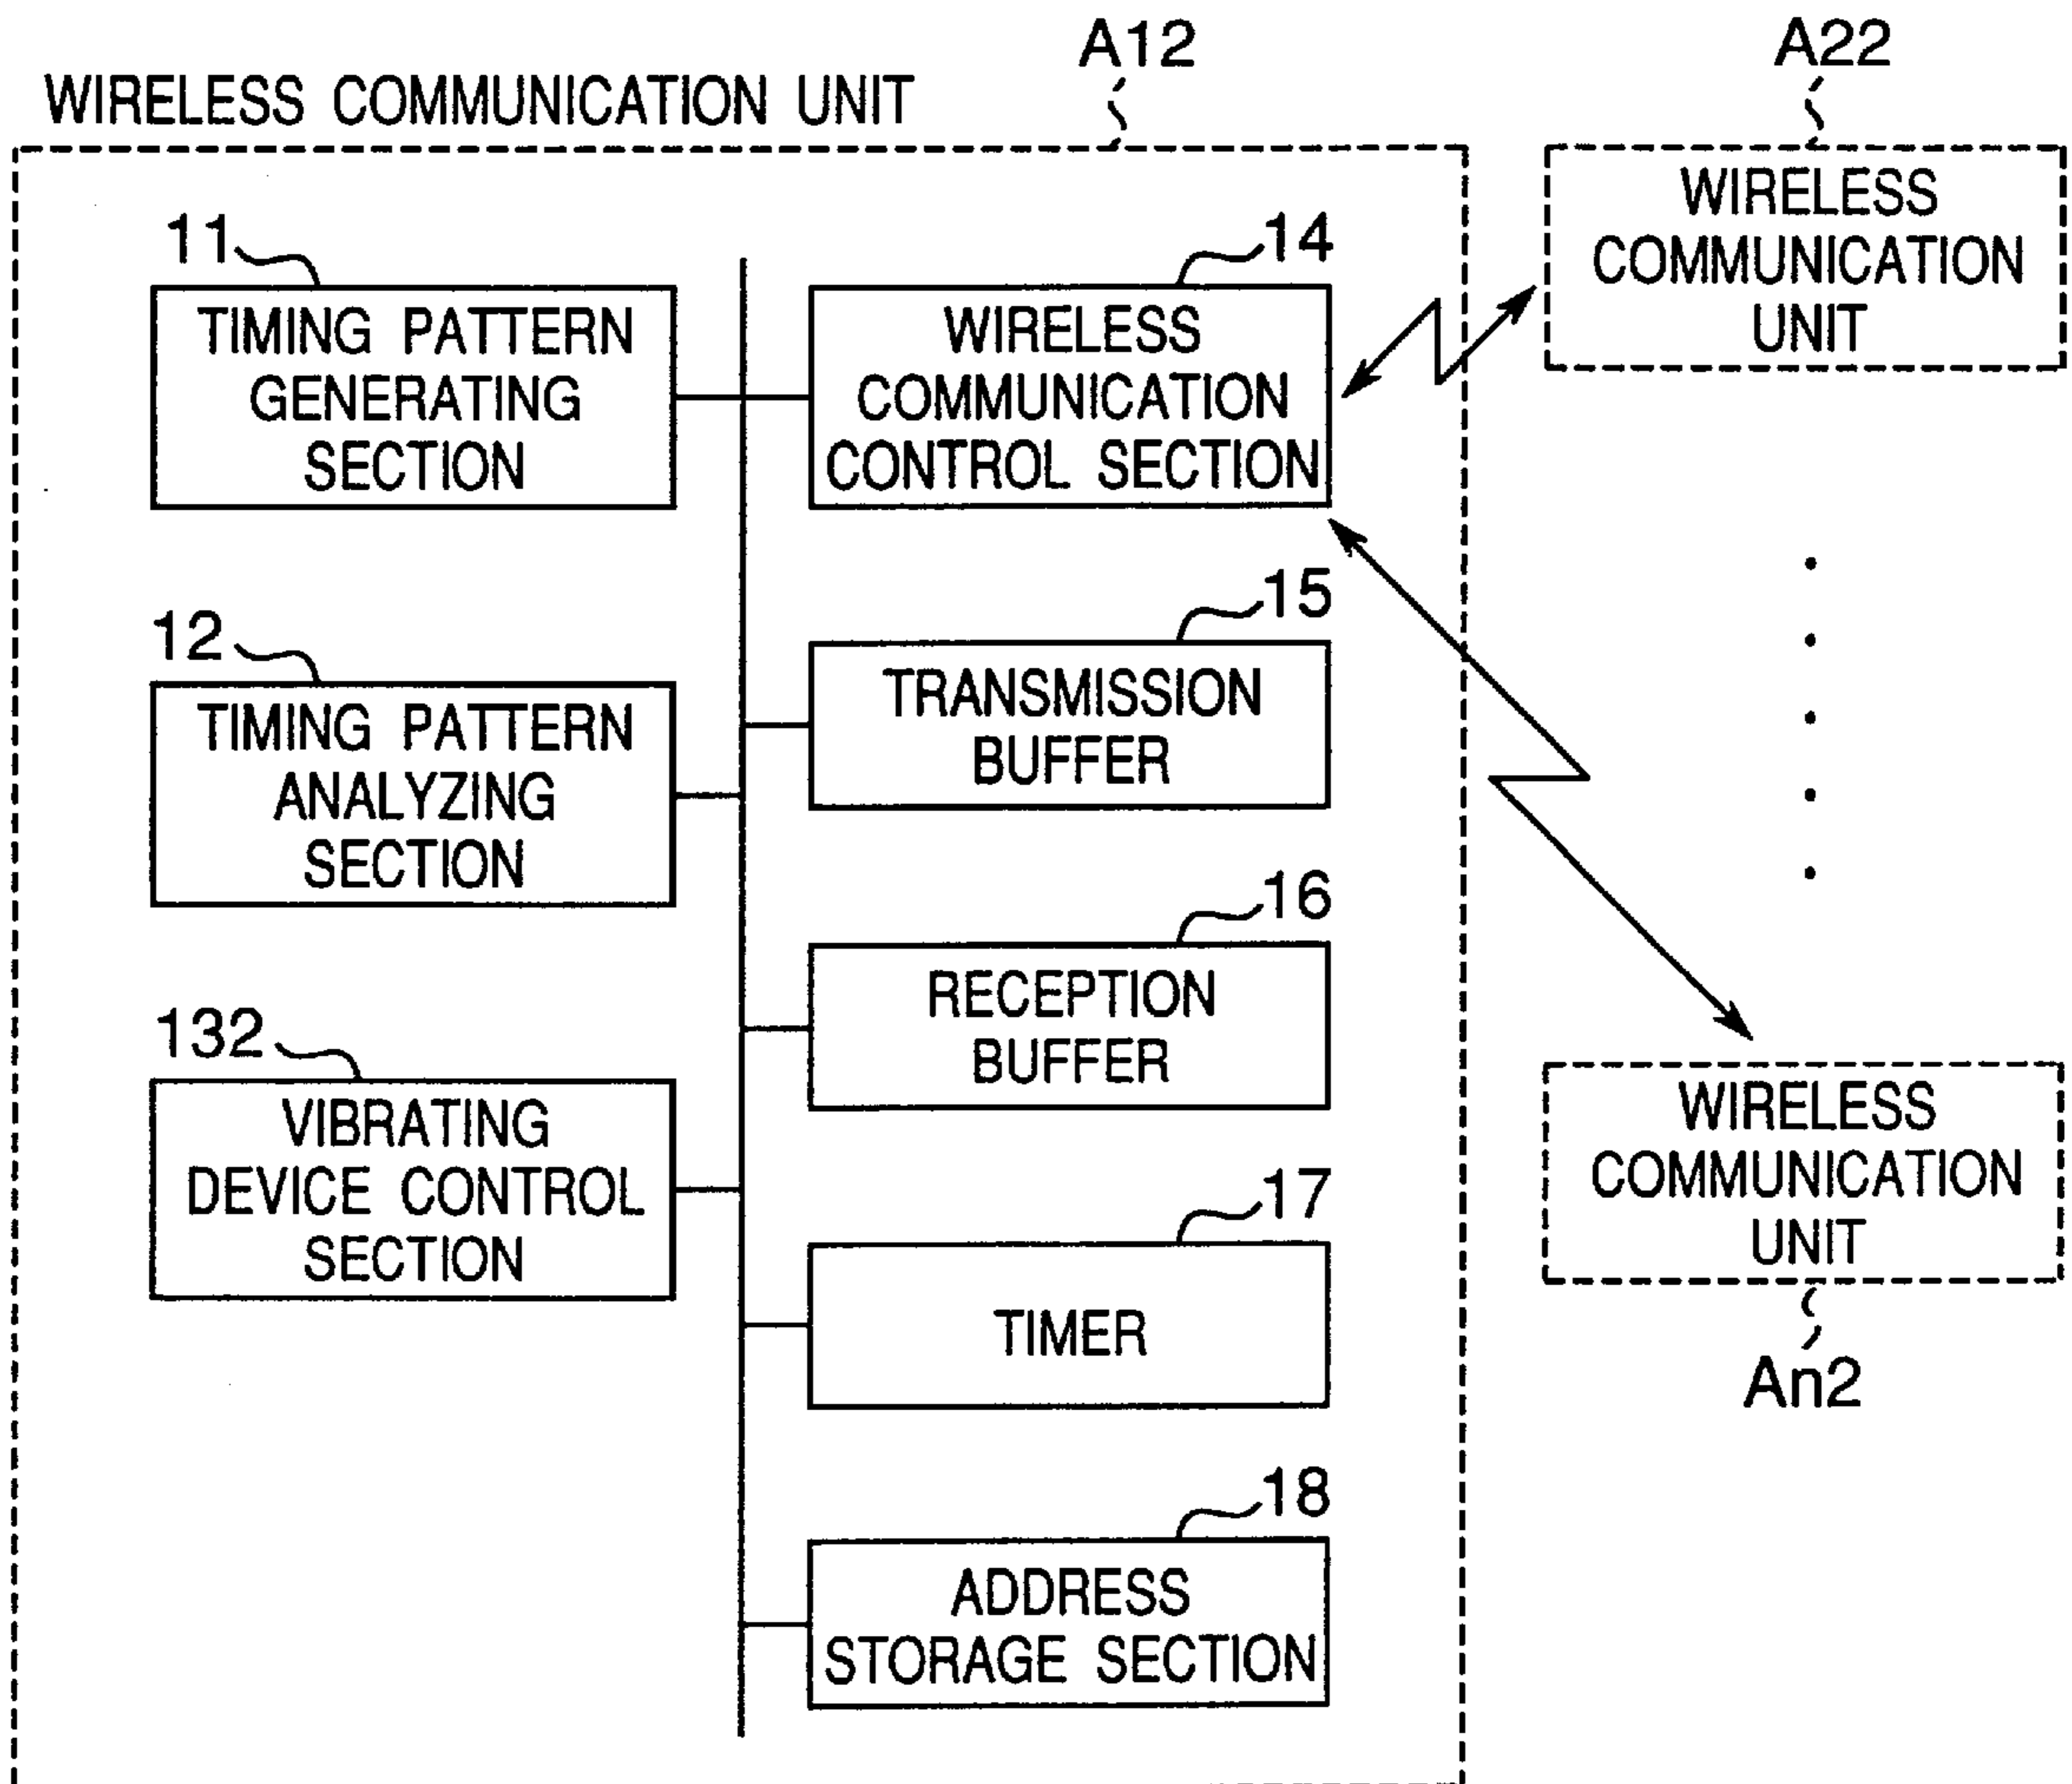 A12
A22
WIRELESS COMMUNICATION UNIT
WIRELESS
COMMUNICATION
UNIT
11
TIMING PATTERN
GENERATING
SECTION
14
WIRELESS
COMMUNICATION
CONTROL SECTION
12
TIMING PATTERN
ANALYZING
SECTION
15
TRANSMISSION
BUFFER
16
RECEPTION
BUFFER
132
VIBRATING
DEVICE CONTROL
SECTION
17
TIMER
18
ADDRESS
STORAGE SECTION
WIRELESS
COMMUNICATION
UNIT
An2